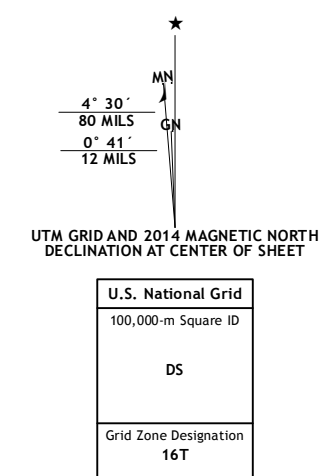 MN
4° 30´
80 MILS
GN
0° 41´
12 MILS
UTM GRID AND 2014 MAGNETIC NORTH
DECLINATION AT CENTER OF SHEET
U.S. National Grid
100,000-m Square ID
DS
Grid Zone Designation
16T